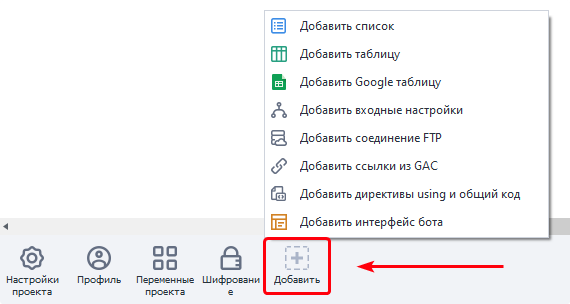 Добавить список
Добавить таблицу
Добавить Google таблицу
Добавить входные настройки
Добавить соединение FTP
Добавить ссылки из GAC
Добавить директивы using и общий код
Добавить интерфейс бота
Настройки
проекта
Профиль
Переменные
проекта
Шифровани
е
Добавить